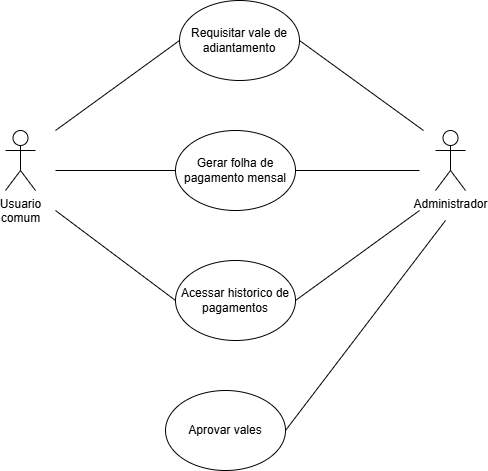 Requisitar vale de
adiantamento
Gerar folha de
pagamento mensal
Usuario
comum
Administrador
Acessar historico de
pagamentos
Aprovar vales